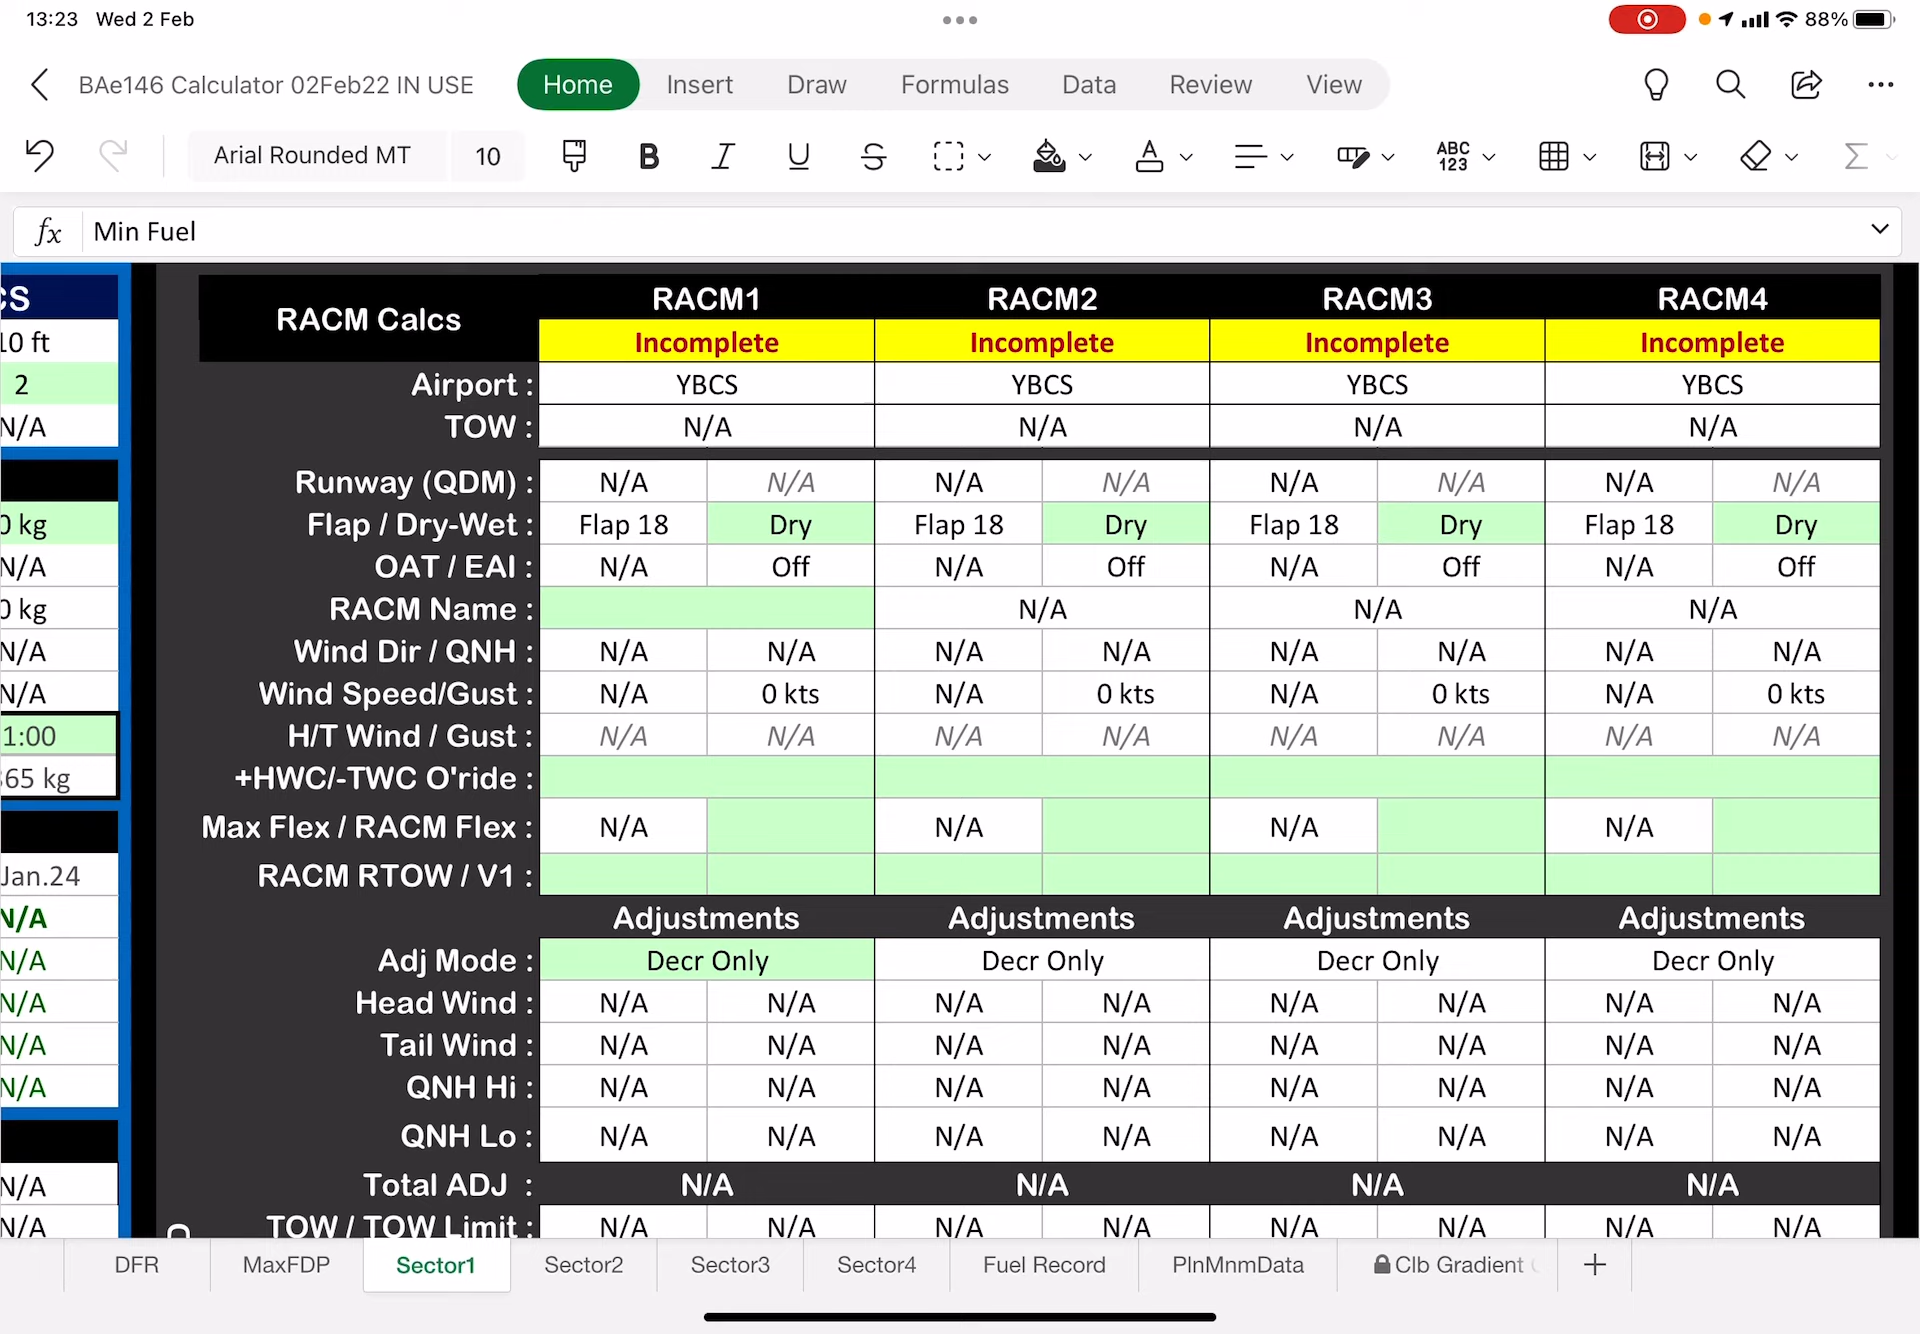 13:23 Wed 2 Feb
88%
BAe146 Calculator 02Feb22 IN USE Home Insert Draw Formulas Data Review View
Arial Rounded MT 10 B I U S A ABC 123 Σ
fx Min Fuel
RACM Calcs RACM1 RACM2 RACM3 RACM4
Incomplete Incomplete Incomplete Incomplete
Airport : YBCS YBCS YBCS YBCS
2
TOW : N/A N/A N/A N/A
Runway (QDM) : N/A N/A N/A N/A N/A N/A N/A N/A
Flap / Dry-Wet : Flap 18 Dry Flap 18 Dry Flap 18 Dry Flap 18 Dry
OAT / EAI : N/A Off N/A Off N/A Off N/A Off
RACM Name : N/A N/A N/A
Wind Dir / QNH : N/A N/A N/A N/A N/A N/A N/A N/A
Wind Speed/Gust : N/A 0 kts N/A 0 kts N/A 0 kts N/A 0 kts
H/T Wind / Gust : N/A N/A N/A N/A N/A N/A N/A N/A
+HWC/-TWC O'ride :
Max Flex / RACM Flex : N/A N/A N/A N/A
RACM RTOW / V1 :
Adjustments Adjustments Adjustments Adjustments
Adj Mode : Decr Only Decr Only Decr Only Decr Only
Head Wind : N/A N/A N/A N/A N/A N/A N/A N/A
Tail Wind : N/A N/A N/A N/A N/A N/A N/A N/A
QNH Hi : N/A N/A N/A N/A N/A N/A N/A N/A
QNH Lo : N/A N/A N/A N/A N/A N/A N/A N/A
Total ADJ : N/A N/A N/A N/A
TOW / TOW Limit : N/A N/A N/A N/A N/A N/A N/A N/A
DFR MaxFDP Sector1 Sector2 Sector3 Sector4 Fuel Record PlnMnmData Clb Gradient